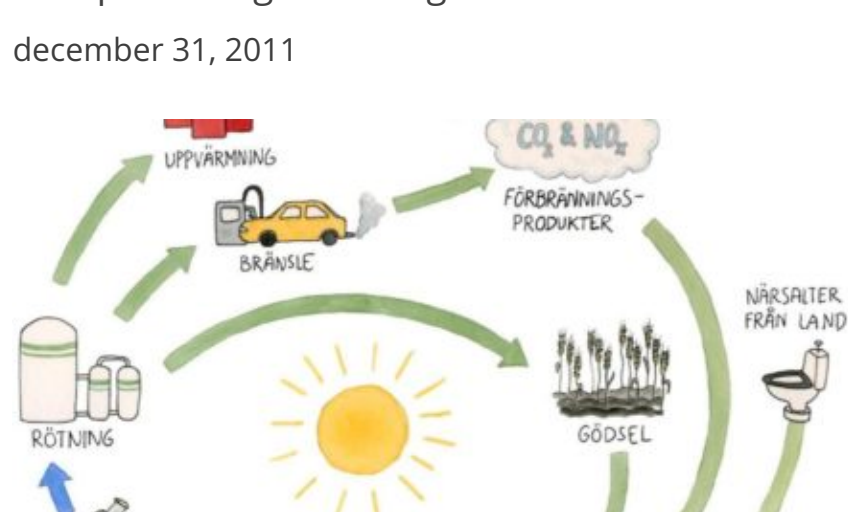 december 31, 2011
CO2 & NOx
UPPVÄRMNING
FÖRBRÄNNINGS-
PRODUKTER
BRÄNSLE
NÄRSALTER
FRÅN LAND
RÖTNING
GÖDSEL